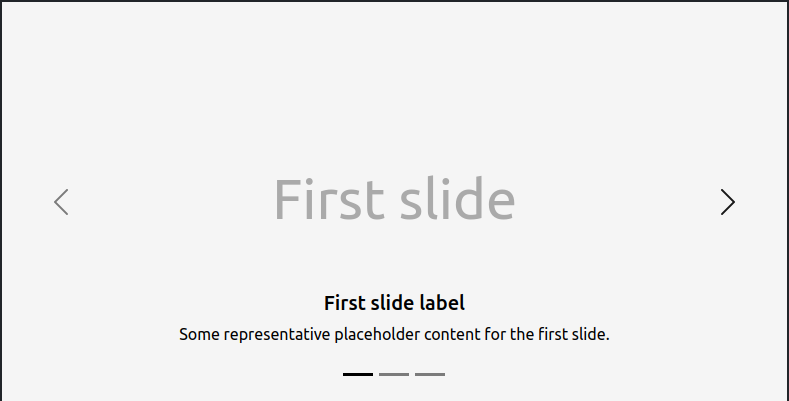 First slide
First slide label
Some representative placeholder content for the first slide.